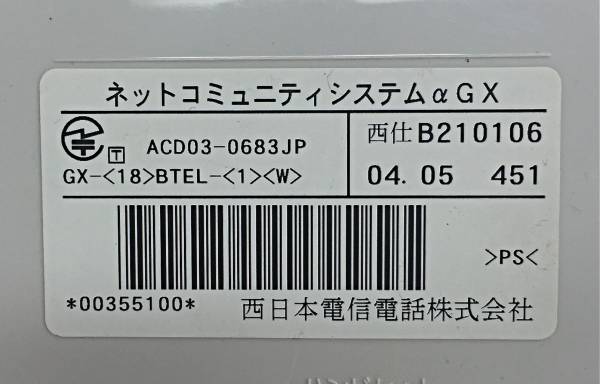 ネットコミュニティシステムαGX
T ACD03-0683JP
GX-<18>BTEL-<1><W>
西仕B210106
04. 05 451
>PS<
*00355100* 西日本電信電話株式会社